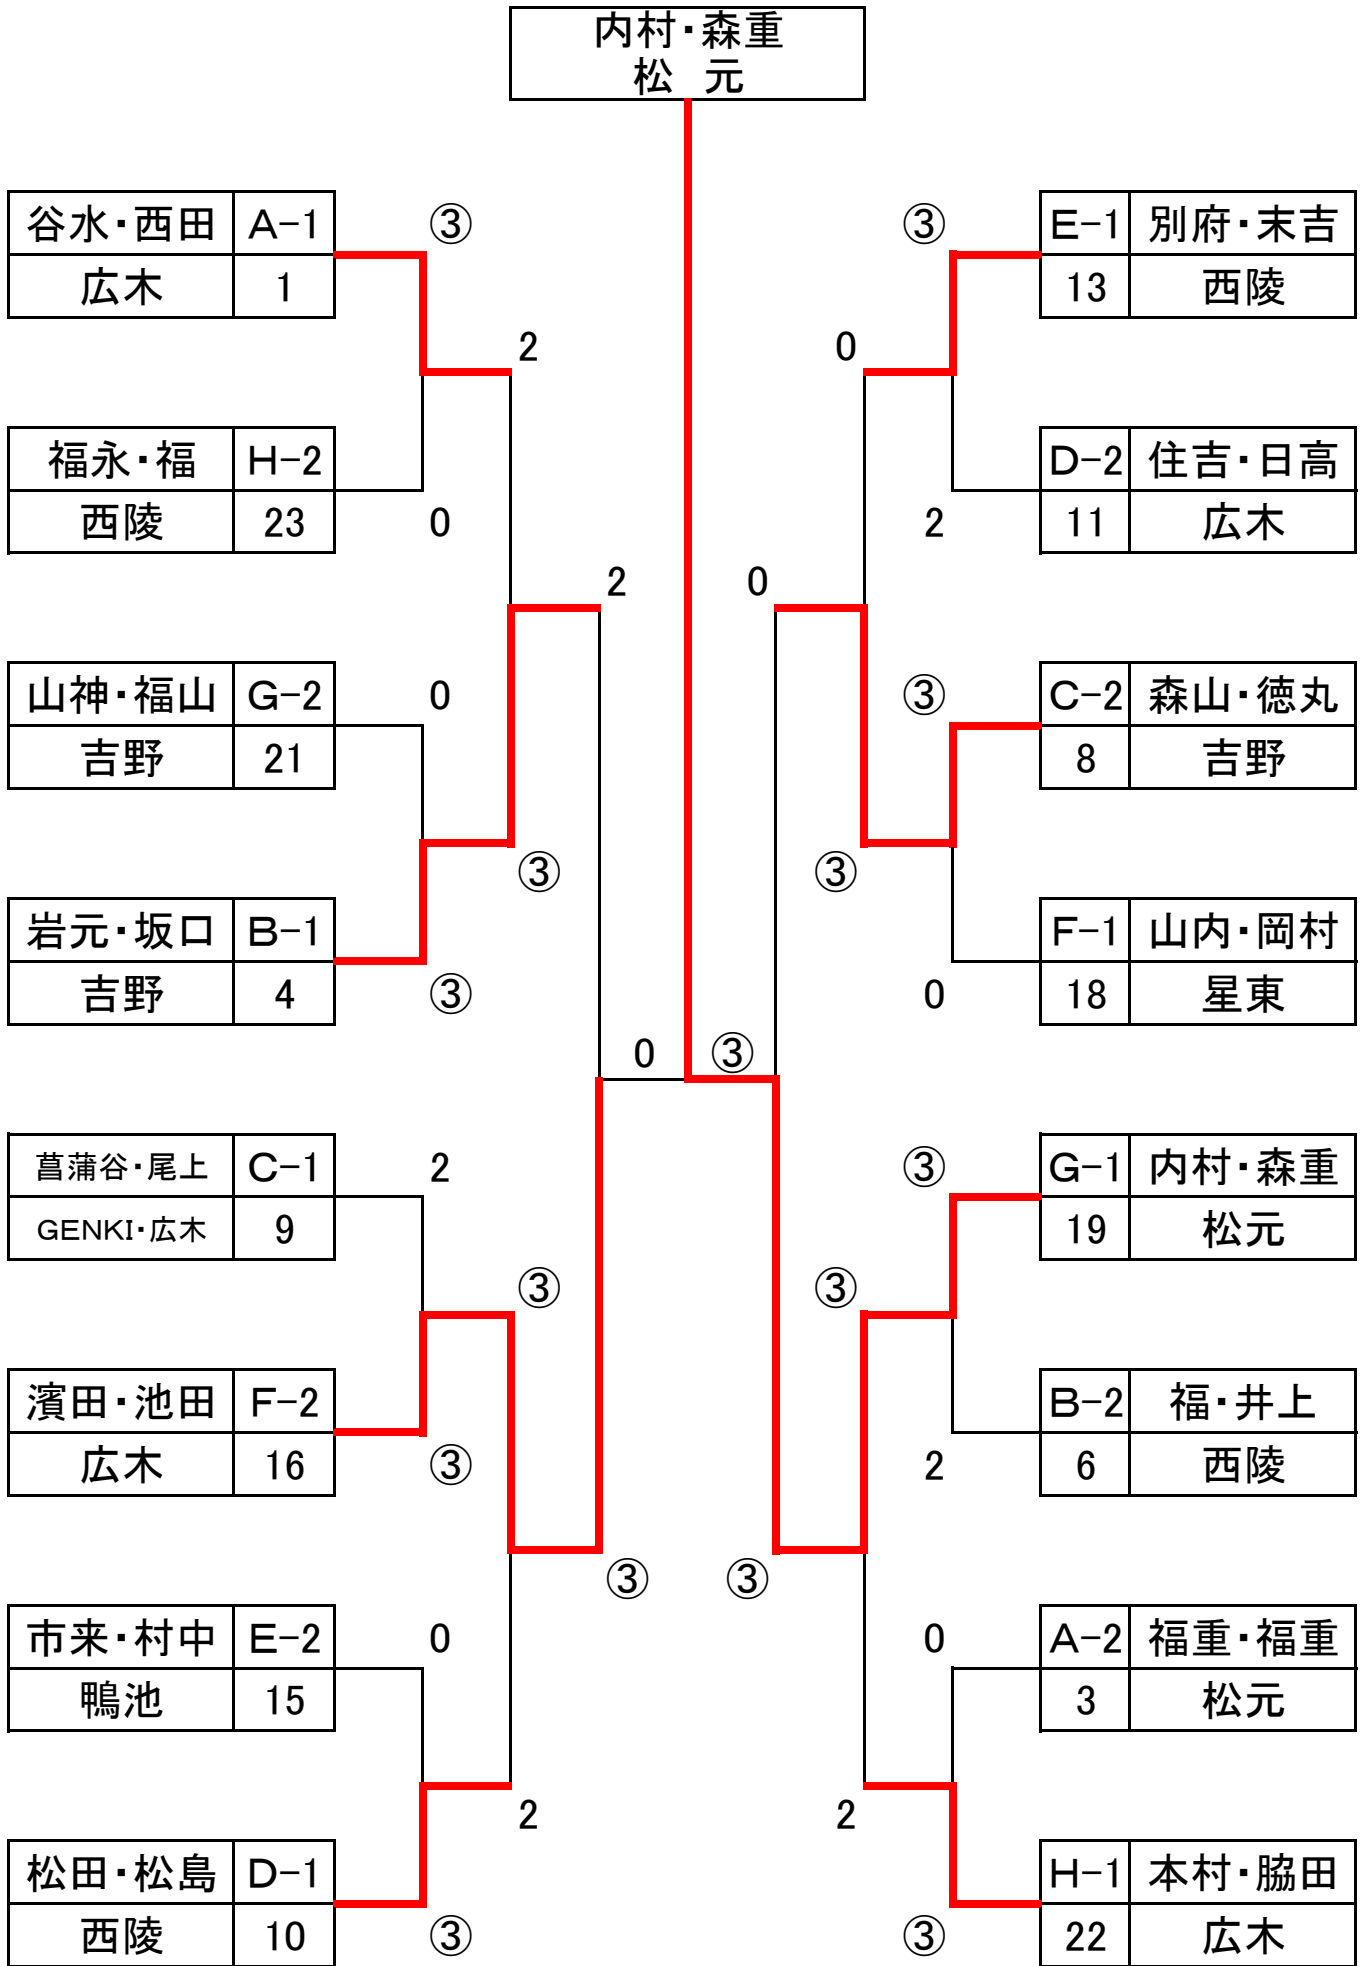 内村・森重
松 元
谷水・西田 A-1 ③
広木 1
2
福永・福 H-2
西陵 23 0
2
山神・福山 G-2 0
吉野 21
③
岩元・坂口 B-1
吉野 4 ③
0
菖蒲谷・尾上 C-1 2
GENKI・広木 9
③
濱田・池田 F-2
広木 16 ③
③
市来・村中 E-2 0
鴨池 15
2
松田・松島 D-1
西陵 10 ③
③ E-1 別府・末吉
13 西陵
0
D-2 住吉・日高
2 11 広木
0
③ C-2 森山・徳丸
8 吉野
③
F-1 山内・岡村
0 18 星東
③
③ G-1 内村・森重
19 松元
③
B-2 福・井上
2 6 西陵
③
0 A-2 福重・福重
3 松元
2
H-1 本村・脇田
③ 22 広木